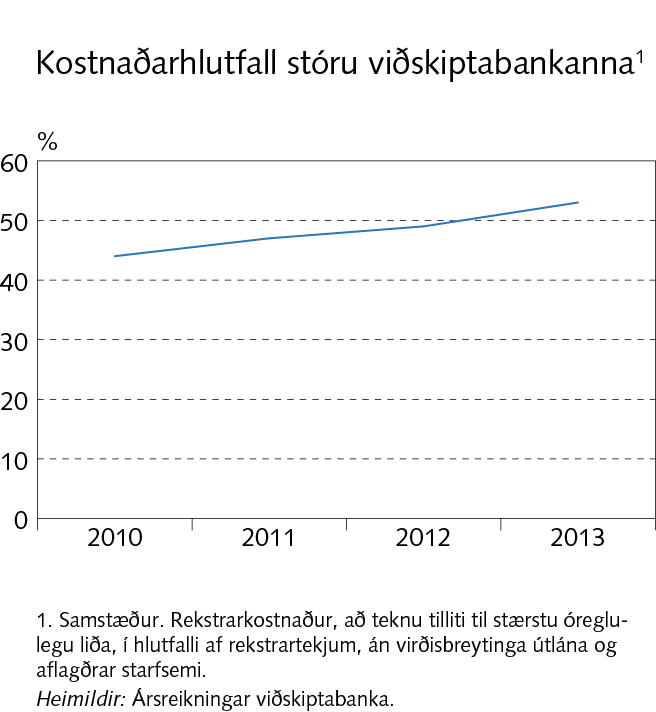 Kostnaðarhlutfall stóru viðskiptabankanna¹
%
60
50
40
30
20
10
0
2010 2011 2012 2013
1. Samstæður. Rekstrarkostnaður, að teknu tilliti til stærstu óreglu-
legu liða, í hlutfalli af rekstrartekjum, án virðisbreytinga útlána og
aflagðrar starfsemi.
Heimildir: Ársreikningar viðskiptabanka.